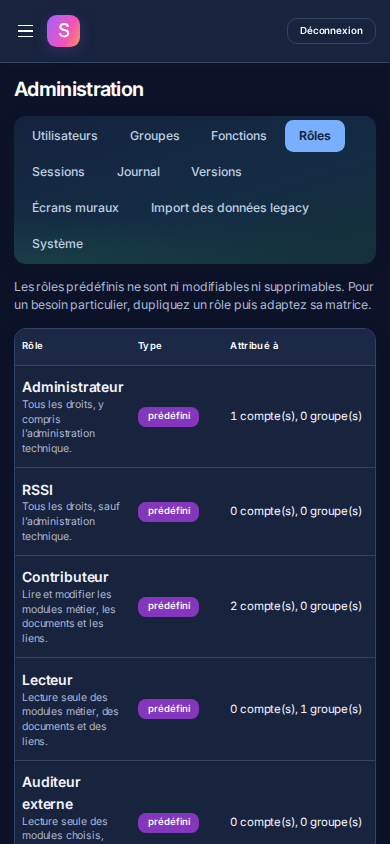 S
Déconnexion
Administration
Utilisateurs Groupes Fonctions Rôles
Sessions Journal Versions
Écrans muraux Import des données legacy
Système
Les rôles prédéfinis ne sont ni modifiables ni supprimables. Pour
un besoin particulier, dupliquez un rôle puis adaptez sa matrice.
Rôle Type Attribué à
Administrateur
Tous les droits, y
compris
l'administration
technique.
prédéfini
1 compte(s), 0 groupe(s)
RSSI
Tous les droits, sauf
l'administration
technique.
prédéfini
0 compte(s), 0 groupe(s)
Contributeur
Lire et modifier les
modules métier, les
documents et les
liens.
prédéfini
2 compte(s), 0 groupe(s)
Lecteur
Lecture seule des
modules métier, des
documents et des
liens.
prédéfini
0 compte(s), 1 groupe(s)
Auditeur
externe
Lecture seule des
modules choisis,
prédéfini
0 compte(s), 0 groupe(s)